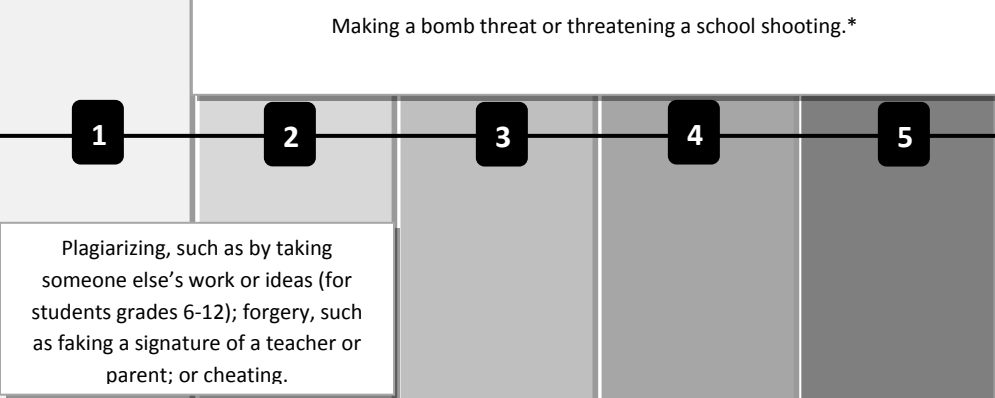 Making a bomb threat or threatening a school shooting.*
1 2 3 4 5
Plagiarizing, such as by taking
someone else’s work or ideas (for
students grades 6-12); forgery, such
as faking a signature of a teacher or
parent; or cheating.